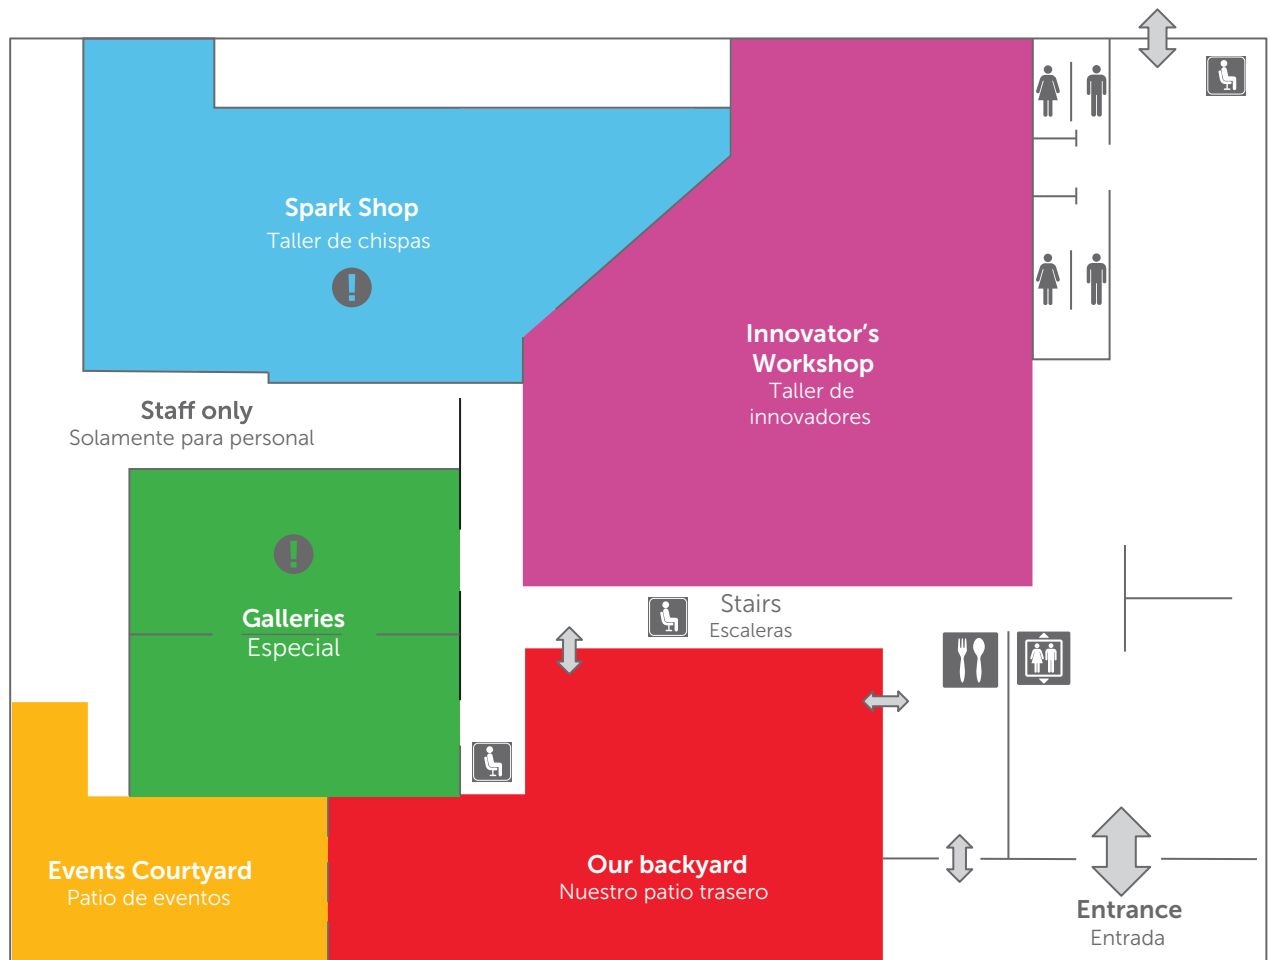 Spark Shop
Taller de chispas
!
Innovator’s
Workshop
Taller de
innovadores
Staff only
Solamente para personal
!
Galleries
Especial
Stairs
Escaleras
Events Courtyard
Patio de eventos
Our backyard
Nuestro patio trasero
Entrance
Entrada